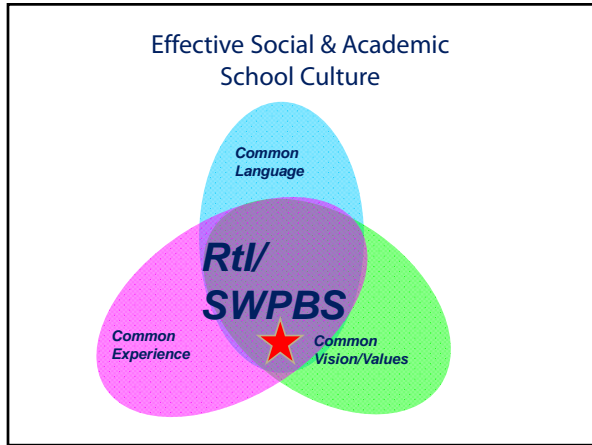 Effective Social & Academic
School Culture
Common
Language
RtI/
SWPBS
Common
Experience
Common
Vision/Values